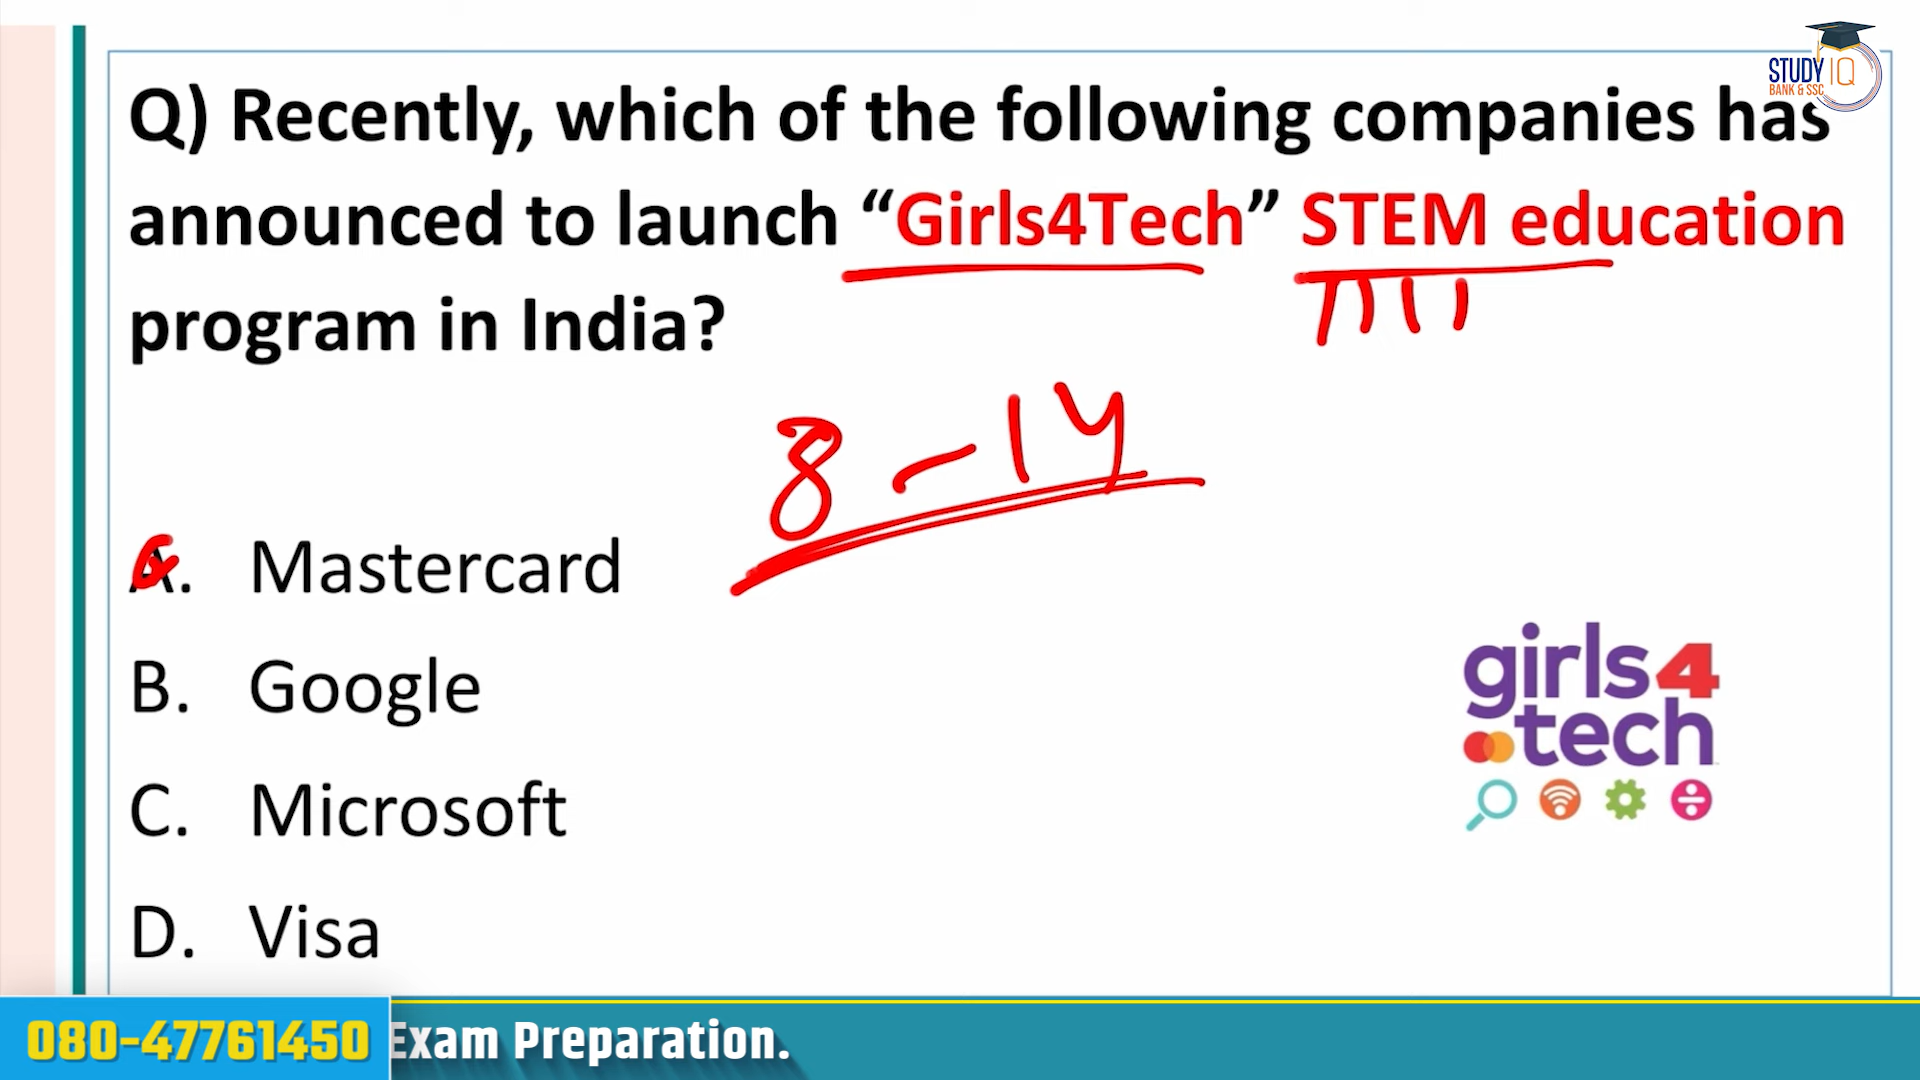 STUDY IQ
BANK & SSC
Q) Recently, which of the following companies has
announced to launch “Girls4Tech” STEM education
program in India?
8-14
A. Mastercard
B. Google
girls4
tech
C. Microsoft
D. Visa
080-47761450 Exam Preparation.